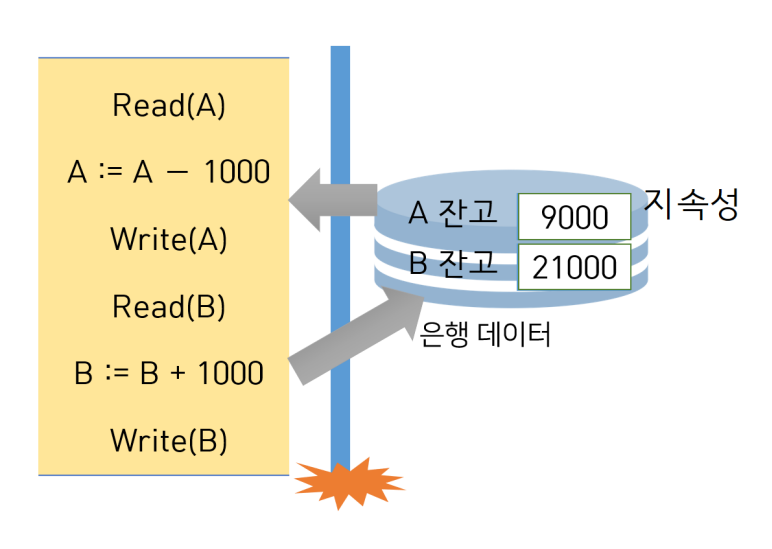 Read(A)
A := A − 1000
Write(A)
Read(B)
B := B + 1000
Write(B)
A 잔고 9000
지속성
B 잔고 21000
은행 데이터